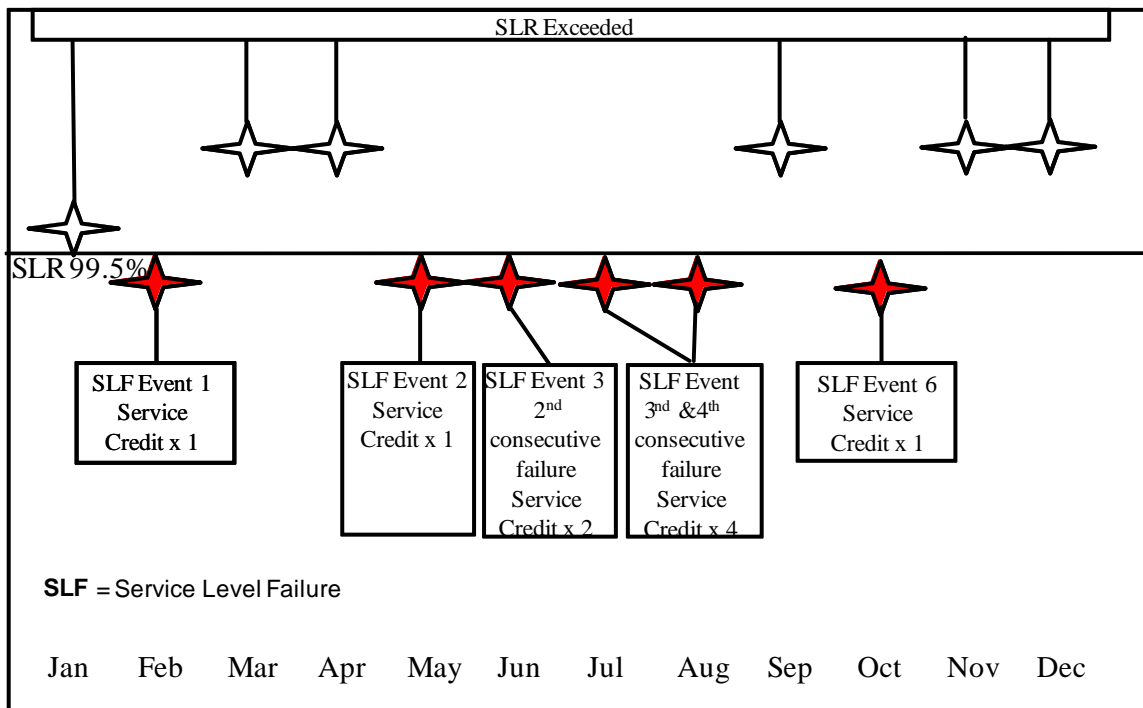 SLR Exceeded
SLR 99.5%
SLF Event 1
Service
Credit x 1
SLF Event 2
Service
Credit x 1
SLF Event 3
2nd
consecutive
failure
Service
Credit x 2
SLF Event
3nd &4th
consecutive
failure
Service
Credit x 4
SLF Event 6
Service
Credit x 1
SLF = Service Level Failure
Jan Feb Mar Apr May Jun Jul Aug Sep Oct Nov Dec